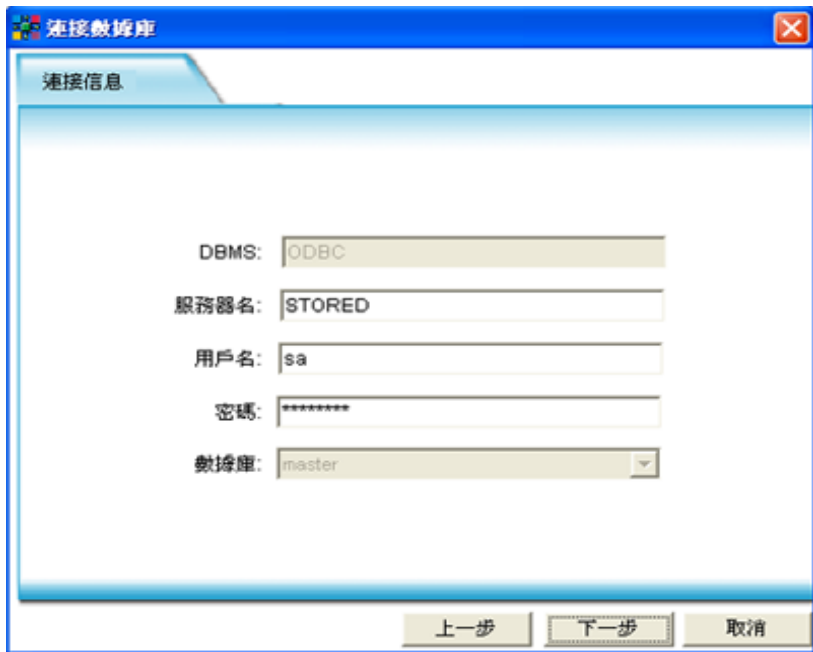 連接數據庫
連接信息
DBMS: ODBC
服務器名: STORED
用戶名: sa
密碼: ********
數據庫: master
上一步 下一步 取消